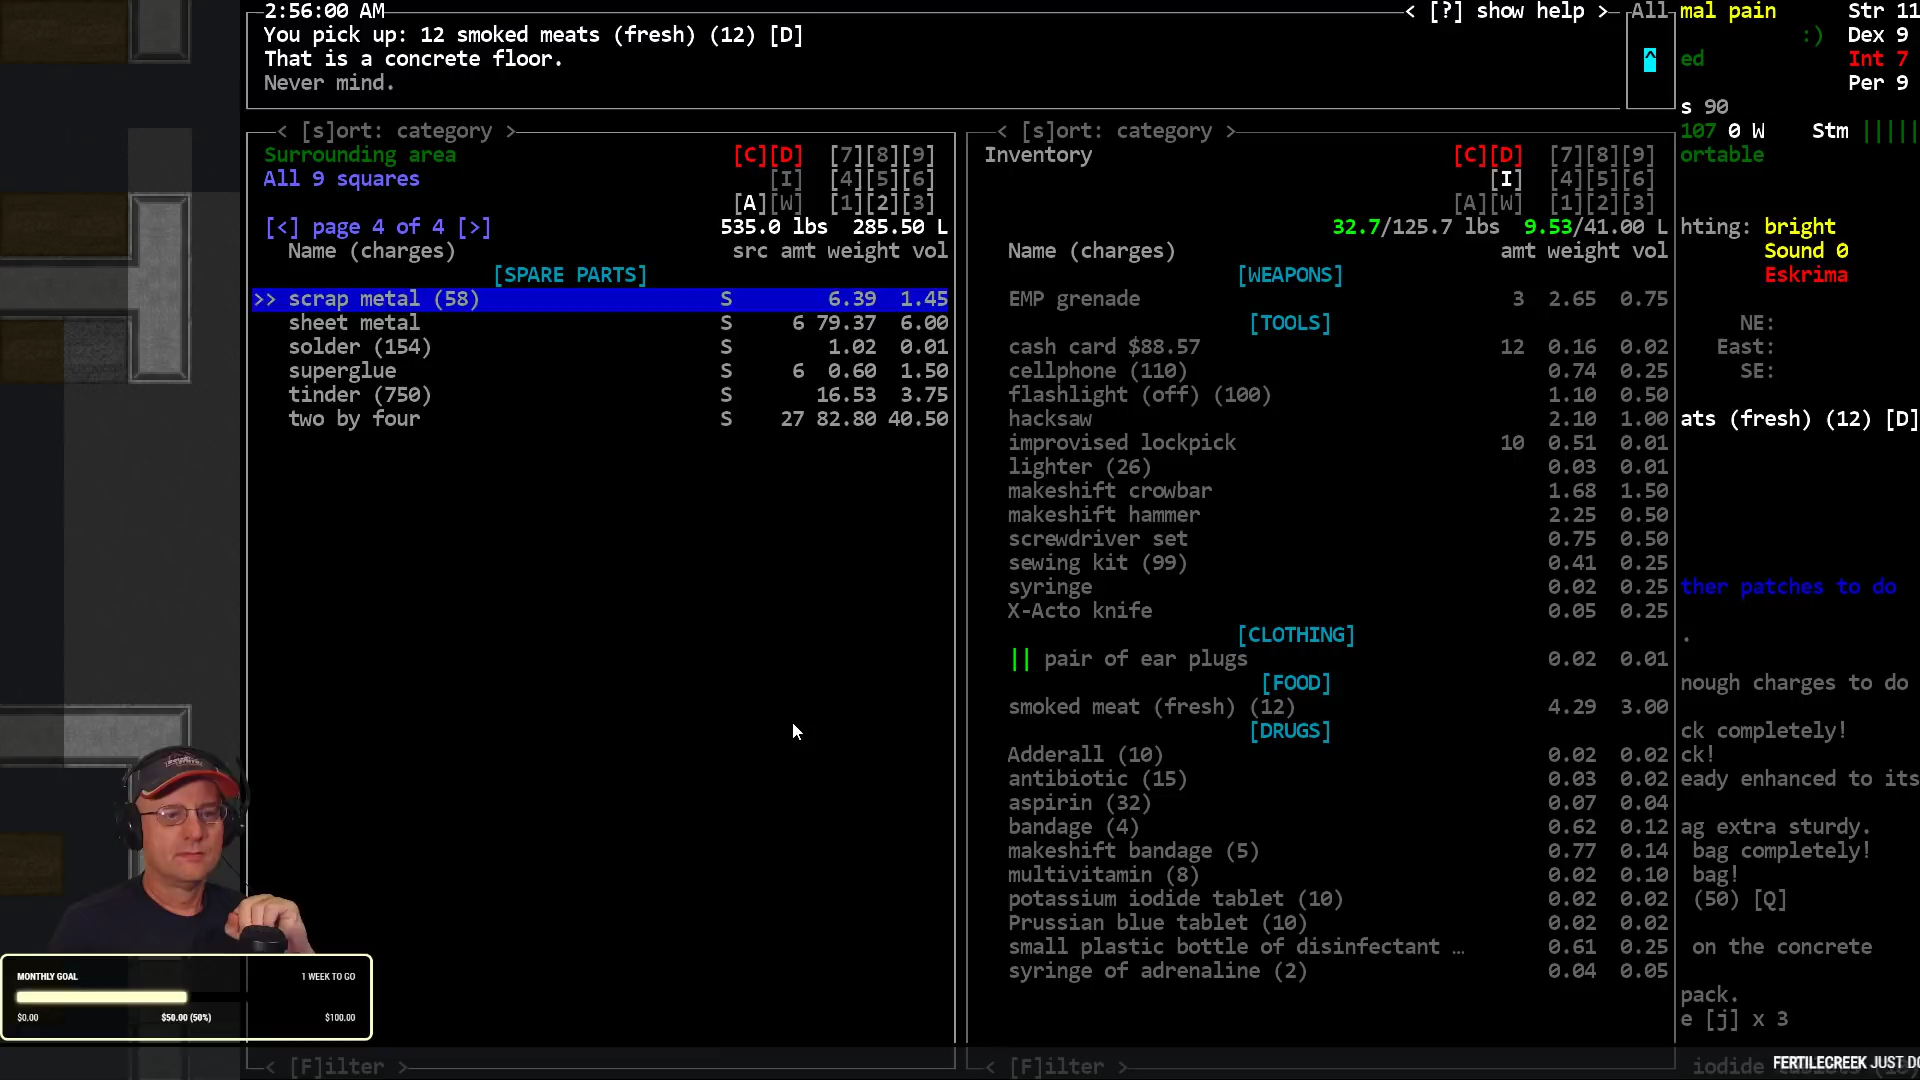 2:56:00 AM
< [?] show help >
You pick up: 12 smoked meats (fresh) (12) [D]
That is a concrete floor.
Never mind.
All
^
mal pain Str 11
:) Dex 9
ed Int 7
Per 9
s 90
107 0 W Stm |||||
ortable
hting: bright
Sound 0
Eskrima
NE:
East:
SE:
ats (fresh) (12) [D]
ther patches to do
.
nough charges to do
ck completely!
ck!
eady enhanced to its
ag extra sturdy.
bag completely!
bag!
(50) [Q]
on the concrete
pack.
e [j] x 3
< [s]ort: category >
Surrounding area [C][D] [7][8][9]
All 9 squares [I] [4][5][6]
[A][W] [1][2][3]
[<] page 4 of 4 [>] 535.0 lbs 285.50 L
Name (charges) src amt weight vol
[SPARE PARTS]
>> scrap metal (58) S 6.39 1.45
sheet metal S 6 79.37 6.00
solder (154) S 1.02 0.01
superglue S 6 0.60 1.50
tinder (750) S 16.53 3.75
two by four S 27 82.80 40.50
< [F]ilter >
< [s]ort: category >
Inventory [C][D] [7][8][9]
[I] [4][5][6]
[A][W] [1][2][3]
32.7/125.7 lbs 9.53/41.00 L
Name (charges) amt weight vol
[WEAPONS]
EMP grenade 3 2.65 0.75
[TOOLS]
cash card $88.57 12 0.16 0.02
cellphone (110) 0.74 0.25
flashlight (off) (100) 1.10 0.50
hacksaw 2.10 1.00
improvised lockpick 10 0.51 0.01
lighter (26) 0.03 0.01
makeshift crowbar 1.68 1.50
makeshift hammer 2.25 0.50
screwdriver set 0.75 0.50
sewing kit (99) 0.41 0.25
syringe 0.02 0.25
X-Acto knife 0.05 0.25
[CLOTHING]
|| pair of ear plugs 0.02 0.01
[FOOD]
smoked meat (fresh) (12) 4.29 3.00
[DRUGS]
Adderall (10) 0.02 0.02
antibiotic (15) 0.03 0.02
aspirin (32) 0.07 0.04
bandage (4) 0.62 0.12
makeshift bandage (5) 0.77 0.14
multivitamin (8) 0.02 0.10
potassium iodide tablet (10) 0.02 0.02
Prussian blue tablet (10) 0.02 0.02
small plastic bottle of disinfectant … 0.61 0.25
syringe of adrenaline (2) 0.04 0.05
< [F]ilter >
MONTHLY GOAL 1 WEEK TO GO
$0.00 $50.00 (50%) $100.00
FERTILECREEK JUST DO
iodide